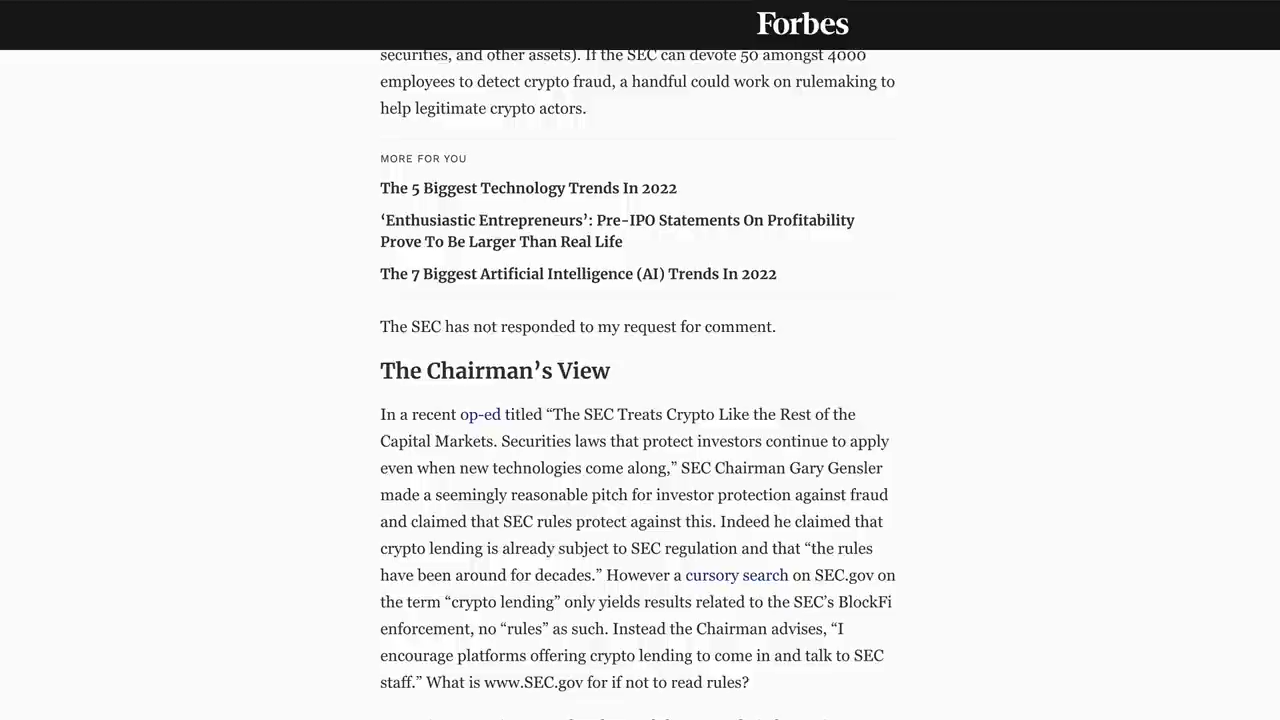 Forbes
securities, and other assets). If the SEC can devote 50 amongst 4000
employees to detect crypto fraud, a handful could work on rulemaking to
help legitimate crypto actors.
MORE FOR YOU
The 5 Biggest Technology Trends In 2022
‘Enthusiastic Entrepreneurs’: Pre-IPO Statements On Profitability
Prove To Be Larger Than Real Life
The 7 Biggest Artificial Intelligence (AI) Trends In 2022
The SEC has not responded to my request for comment.
The Chairman’s View
In a recent op-ed titled “The SEC Treats Crypto Like the Rest of the
Capital Markets. Securities laws that protect investors continue to apply
even when new technologies come along,” SEC Chairman Gary Gensler
made a seemingly reasonable pitch for investor protection against fraud
and claimed that SEC rules protect against this. Indeed he claimed that
crypto lending is already subject to SEC regulation and that “the rules
have been around for decades.” However a cursory search on SEC.gov on
the term “crypto lending” only yields results related to the SEC’s BlockFi
enforcement, no “rules” as such. Instead the Chairman advises, “I
encourage platforms offering crypto lending to come in and talk to SEC
staff.” What is www.SEC.gov for if not to read rules?